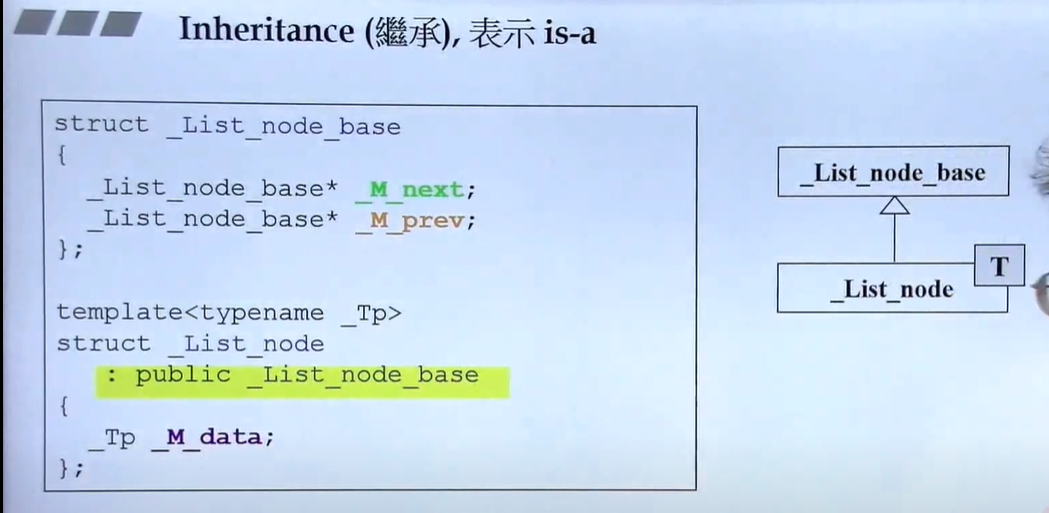 Inheritance (繼承), 表示 is-a
struct _List_node_base
{
_List_node_base* _M_next;
_List_node_base* _M_prev;
};
template<typename _Tp>
struct _List_node
: public _List_node_base
{
_Tp _M_data;
};
_List_node_base
T
_List_node